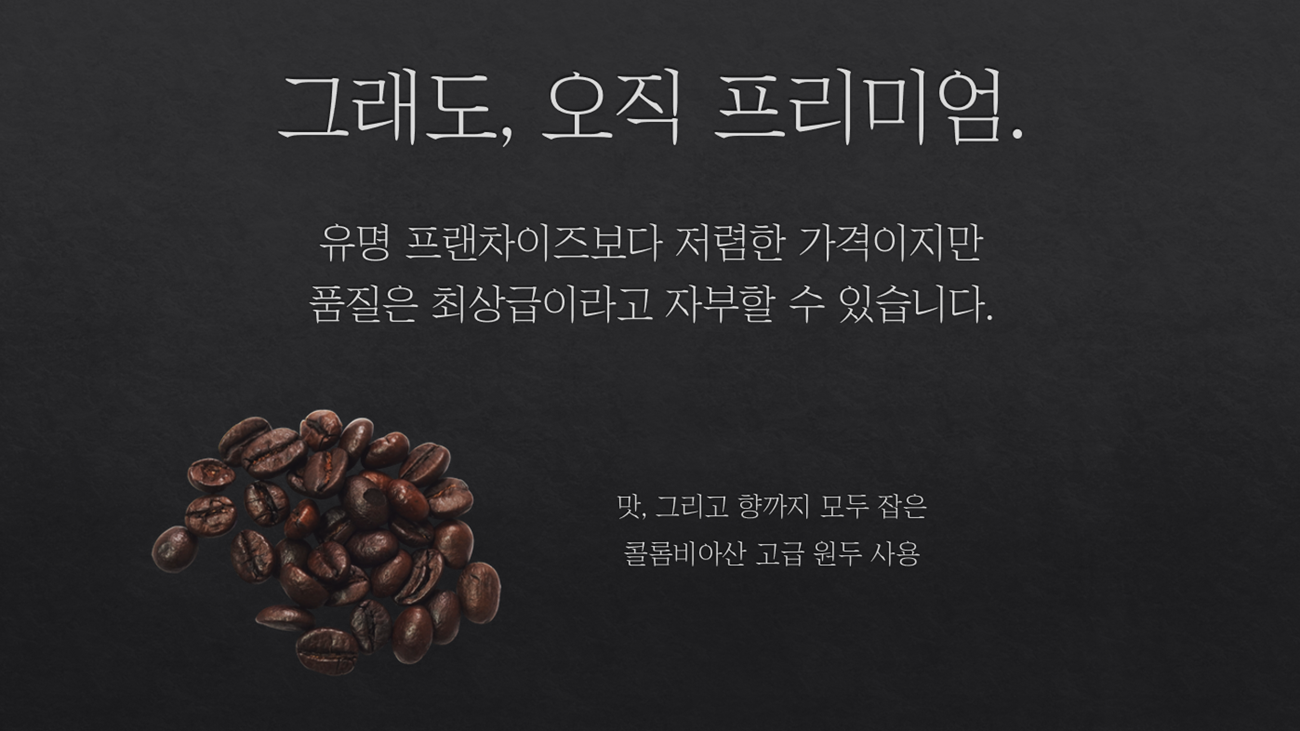 그래도, 오직 프리미엄.
유명 프랜차이즈보다 저렴한 가격이지만
품질은 최상급이라고 자부할 수 있습니다.
맛, 그리고 향까지 모두 잡은
콜롬비아산 고급 원두 사용